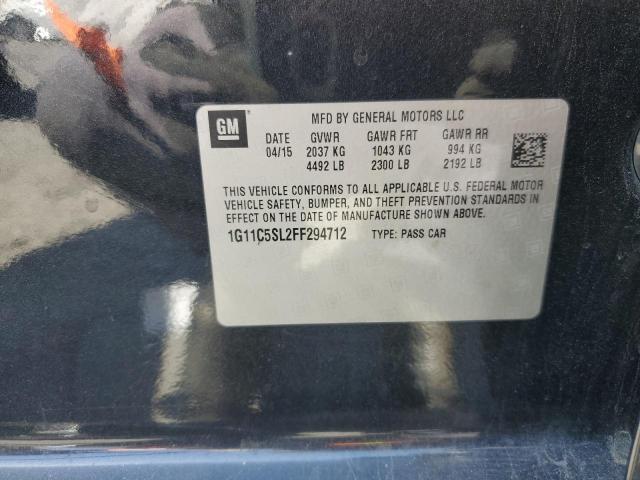 GM
MFD BY GENERAL MOTORS LLC
DATE GVWR GAWR FRT GAWR RR
04/15 2037 KG 1043 KG 994 KG
4492 LB 2300 LB 2192 LB
THIS VEHICLE CONFORMS TO ALL APPLICABLE U.S. FEDERAL MOTOR
VEHICLE SAFETY, BUMPER, AND THEFT PREVENTION STANDARDS IN
EFFECT ON THE DATE OF MANUFACTURE SHOWN ABOVE.
1G11C5SL2FF294712 TYPE: PASS CAR